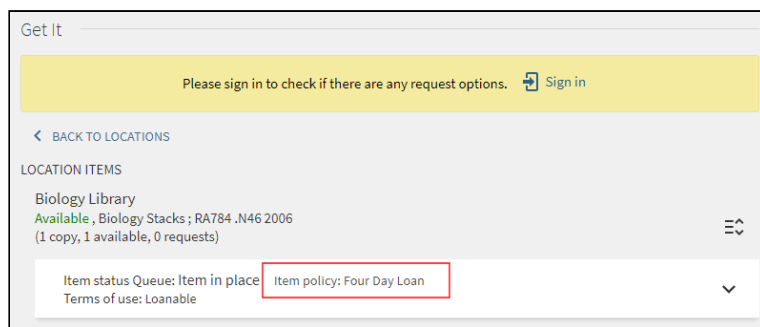 Get It
Please sign in to check if there are any request options. Sign in
BACK TO LOCATIONS
LOCATION ITEMS
Biology Library
Available , Biology Stacks ; RA784 .N46 2006
(1 copy, 1 available, 0 requests)
Item status Queue: Item in place Item policy: Four Day Loan
Terms of use: Loanable